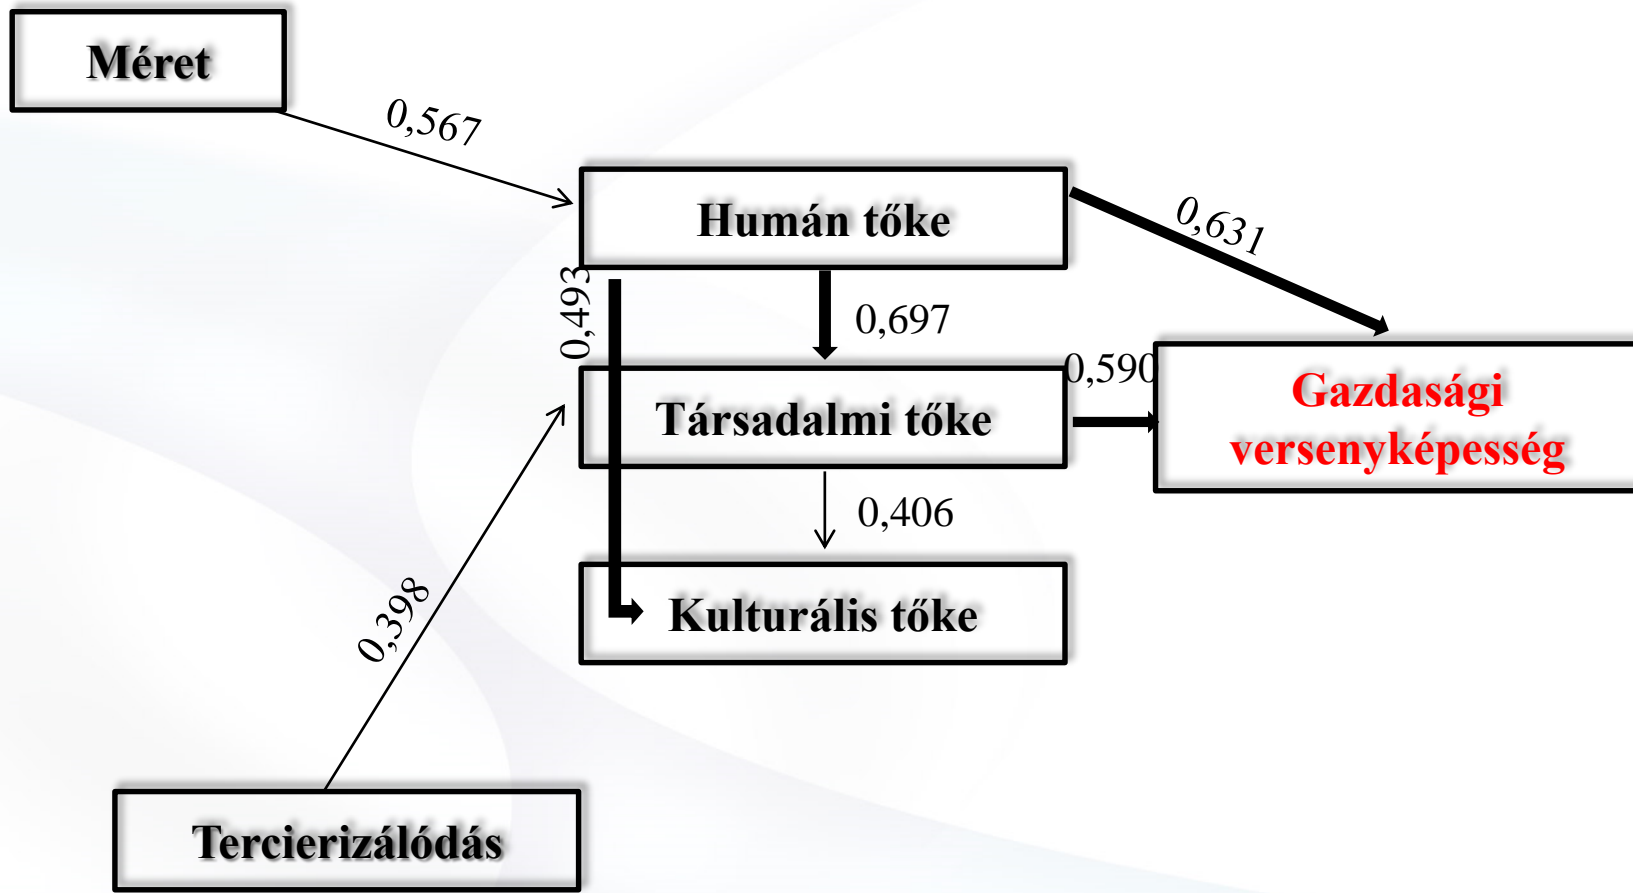 Méret
0,567
Humán tőke
0,631
0,493
0,697
0,590
Gazdasági
versenyképesség
Társadalmi tőke
0,406
0,398
Kulturális tőke
Tercierizálódás